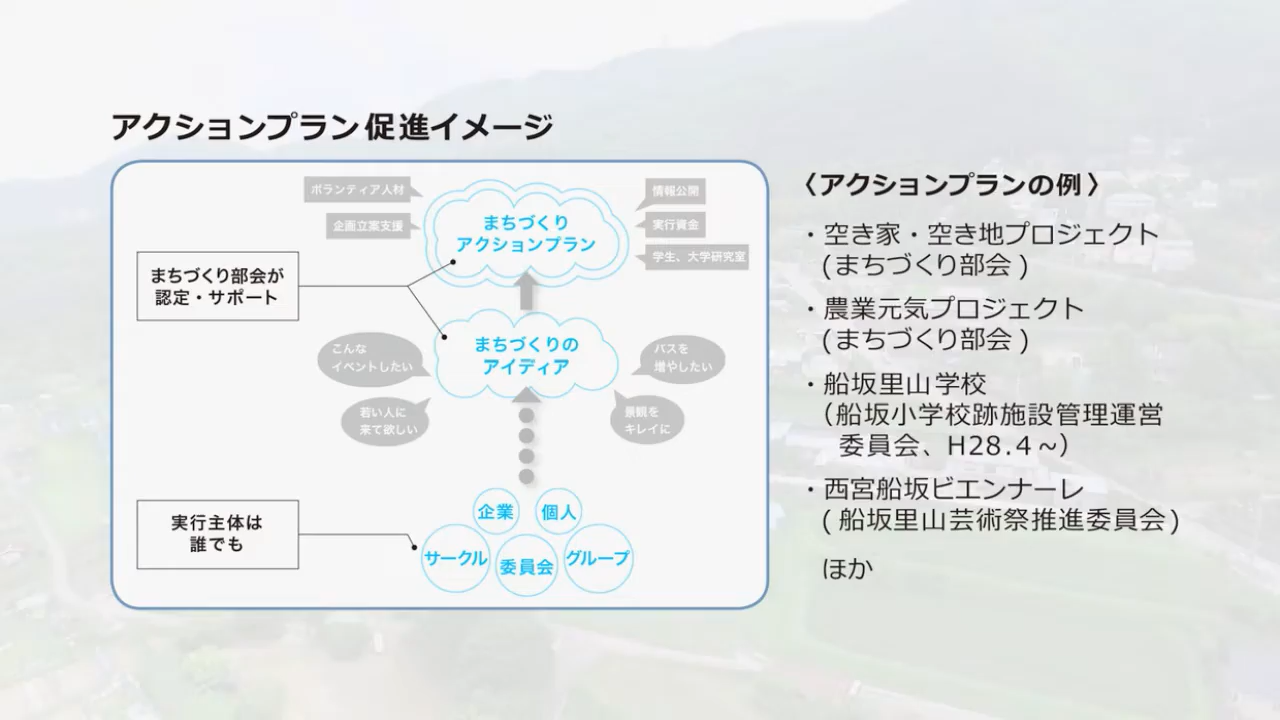 アクションプラン促進イメージ
ボランティア人材
企画立案支援
まちづくり
アクションプラン
情報公開
実行資金
学生、大学研究室
まちづくり部会が
認定・サポート
こんな
イベントしたい
まちづくりの
アイディア
バスを
増やしたい
若い人に
来て欲しい
景観を
キレイに
実行主体は
誰でも
企業
個人
サークル
委員会
グループ
〈アクションプランの例〉
・空き家・空き地プロジェクト
(まちづくり部会)
・農業元気プロジェクト
(まちづくり部会)
・船坂里山学校
（船坂小学校跡施設管理運営
委員会、H28.4～）
・西宮船坂ビエンナーレ
(船坂里山芸術祭推進委員会)
ほか